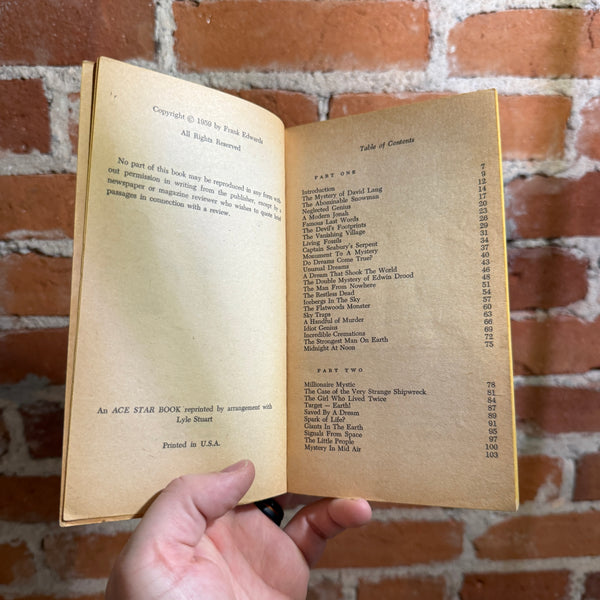 Copyright © 1959 by Frank Edwards
All Rights Reserved
No part of this book may be reproduced in any form with-
out permission in writing from the publisher, except by a
newspaper or magazine reviewer who wishes to quote brief
passages in connection with a review.
An ACE STAR BOOK reprinted by arrangement with
Lyle Stuart
Printed in U.S.A.
Table of Contents
PART ONE
Introduction 7
The Mystery of David Lang 9
The Abominable Snowman 12
Neglected Genius 14
A Modern Jonah 17
Famous Last Words 20
The Devil's Footprints 23
The Vanishing Village 26
Living Fossils
Captain Seabury's Serpent 31
Monument To A Mystery 34
Do Dreams Come True? 37
Unusual Dreams 40
A Dream That Shook The World 43
The Double Mystery of Edwin Drood 46
The Man From Nowhere 48
The Restless Dead 51
Icebergs In The Sky 54
The Flatwoods Monster 57
Sky Traps 60
A Handful of Murder 63
Idiot Genius 66
Incredible Cremations 69
The Strongest Man On Earth 72
Midnight At Noon 75
PART TWO
Millionaire Mystic 78
The Case of the Very Strange Shipwreck 81
The Girl Who Lived Twice 84
Target — Earth! 87
Saved By A Dream 89
Spark of Life? 91
Giants In The Earth 95
Signals From Space 97
The Little People 100
Mystery In Mid Air 103